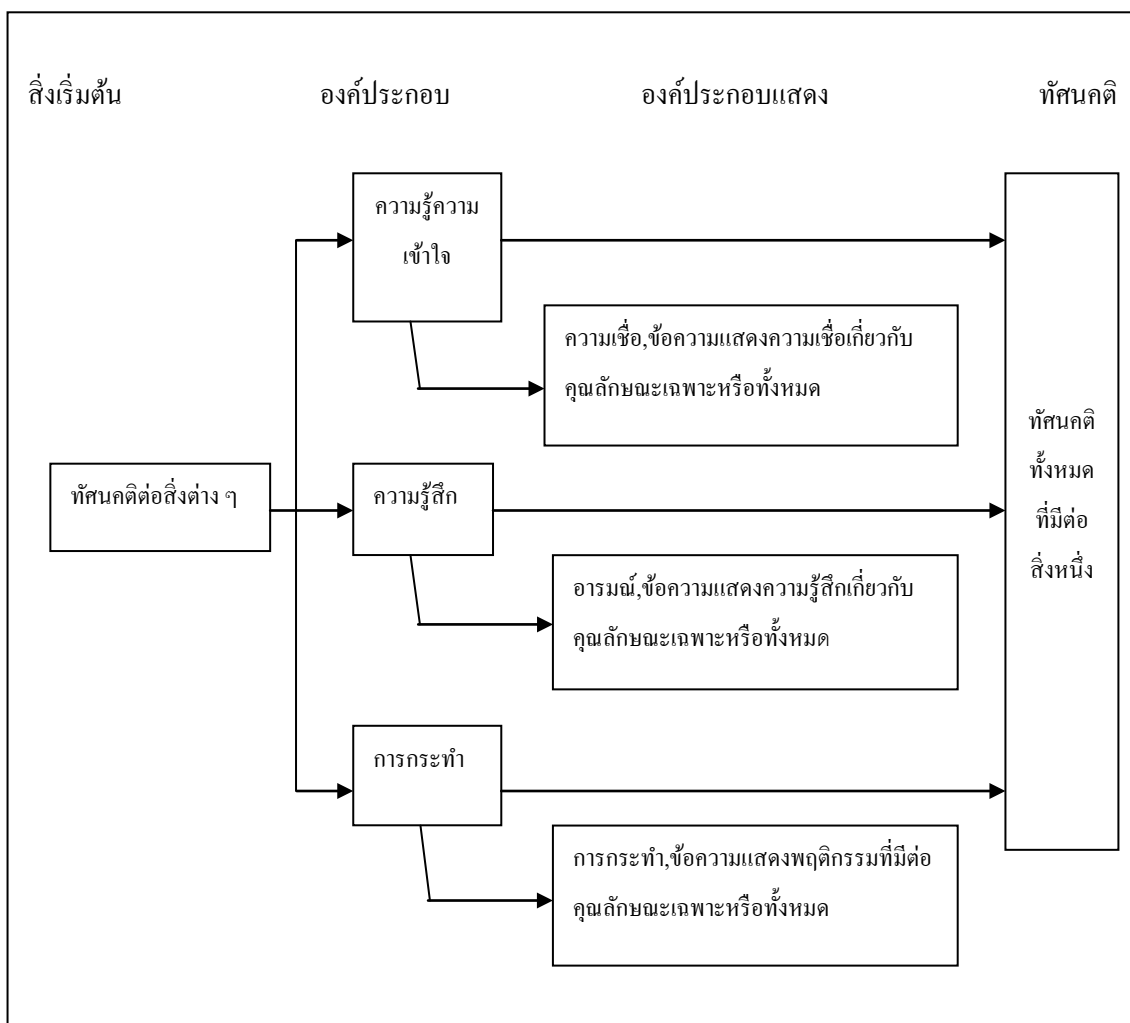 สิ่งเริ่มต้น องค์ประกอบ องค์ประกอบแสดง ทัศนคติ
ความรู้ความ
เข้าใจ
ความเชื่อ,ข้อความแสดงความเชื่อเกี่ยวกับ
คุณลักษณะเฉพาะหรือทั้งหมด
ทัศนคติต่อสิ่งต่าง ๆ
ความรู้สึก
อารมณ์,ข้อความแสดงความรู้สึกเกี่ยวกับ
คุณลักษณะเฉพาะหรือทั้งหมด
การกระทำ
การกระทำ,ข้อความแสดงพฤติกรรมที่มีต่อ
คุณลักษณะเฉพาะหรือทั้งหมด
ทัศนคติ
ทั้งหมด
ที่มีต่อ
สิ่งหนึ่ง